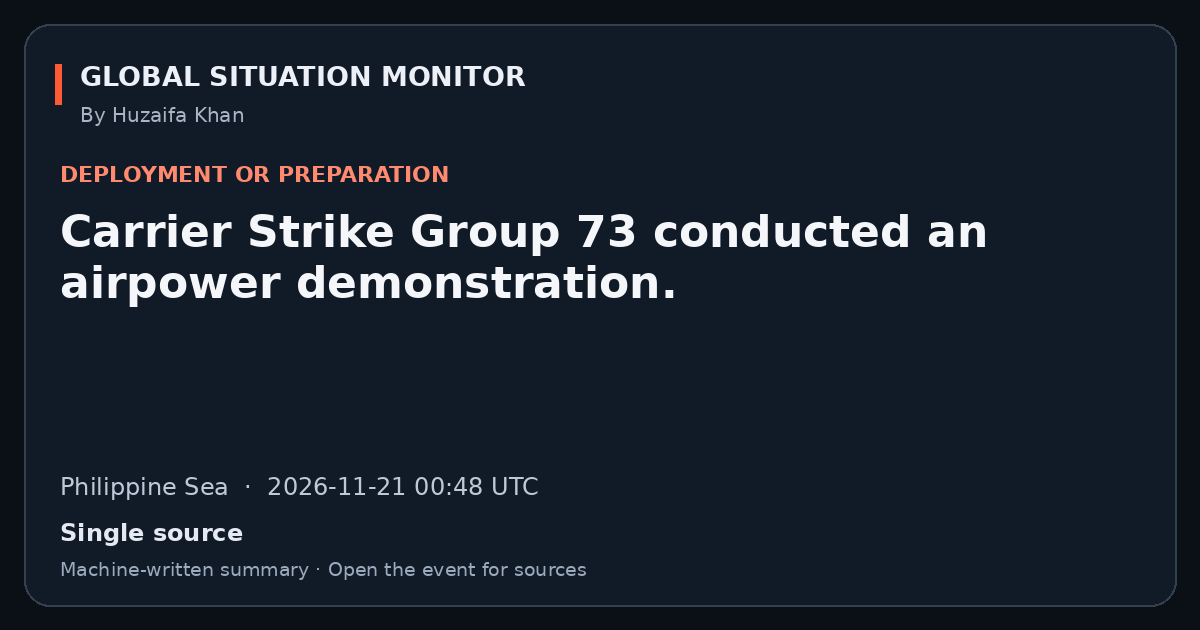 GLOBAL SITUATION MONITOR
By Huzaifa Khan
DEPLOYMENT OR PREPARATION
Carrier Strike Group 73 conducted an
airpower demonstration.
Philippine Sea · 2026-11-21 00:48 UTC
Single source
Machine-written summary · Open the event for sources